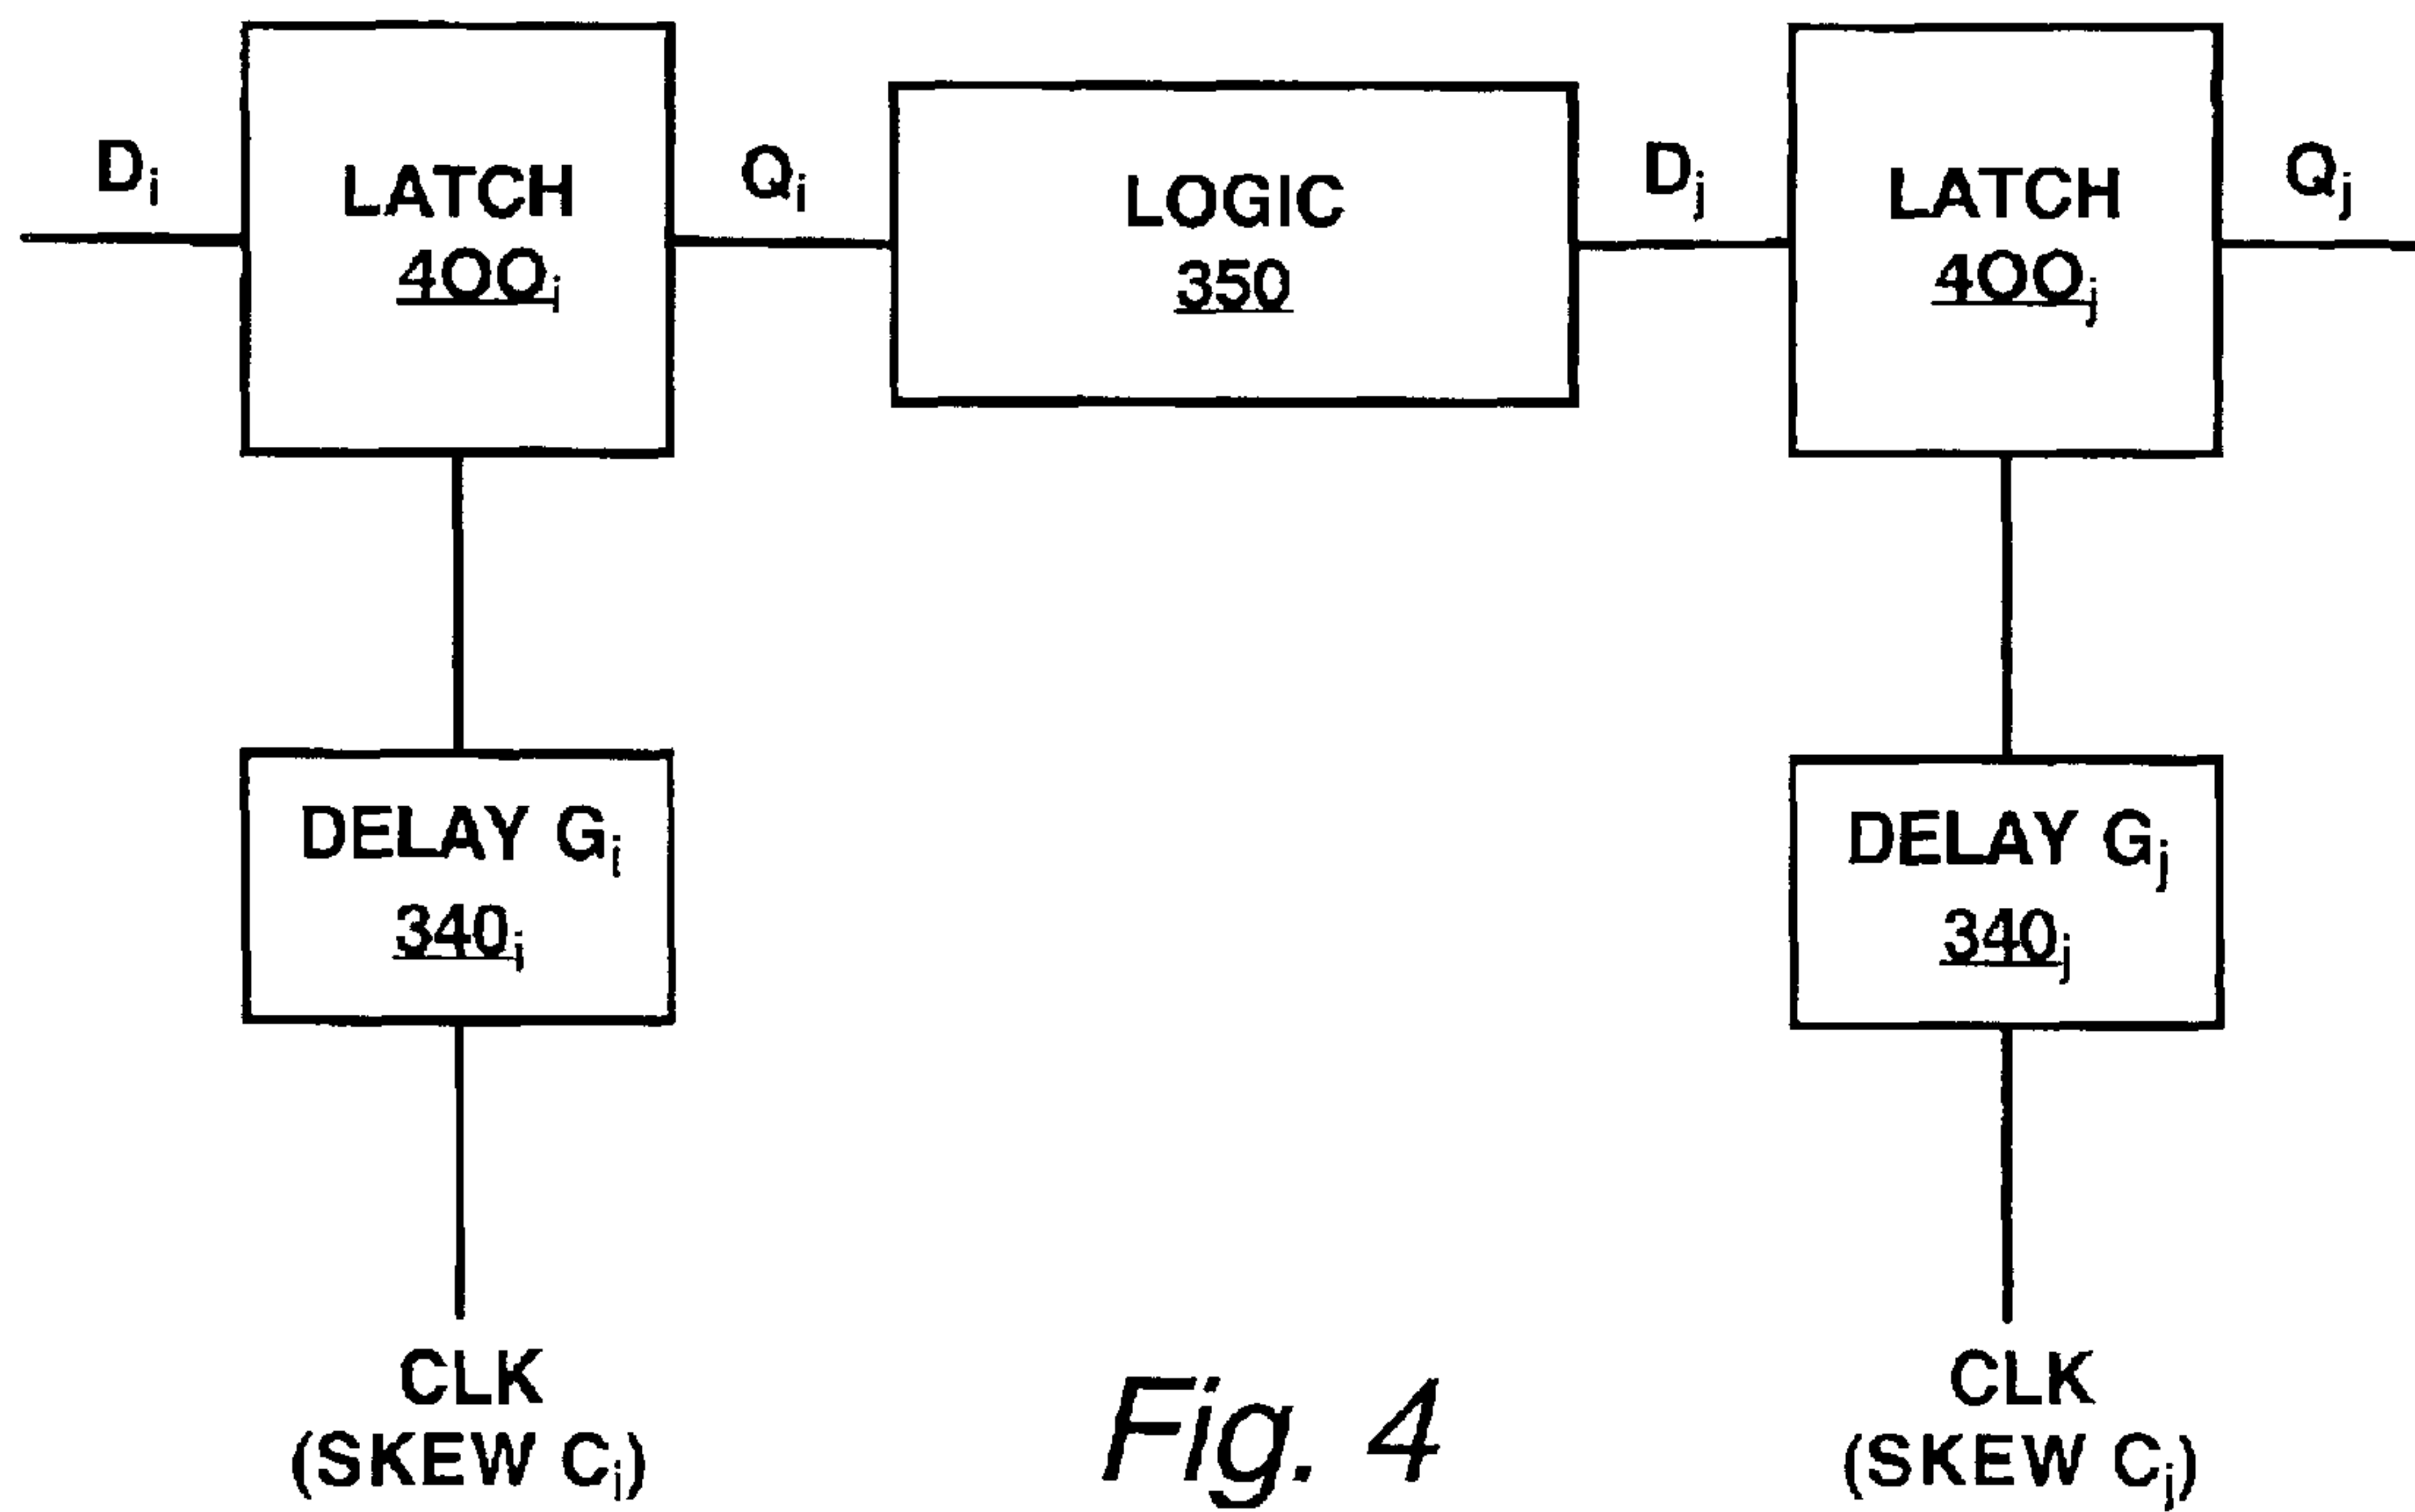 Dᵢ
LATCH
400ᵢ
Qᵢ
LOGIC
350
Dⱼ
LATCH
400ⱼ
Qⱼ
DELAY Gᵢ
340ᵢ
DELAY Gⱼ
340ⱼ
CLK
(SKEW Cᵢ)
CLK
(SKEW Cⱼ)
Fig. 4